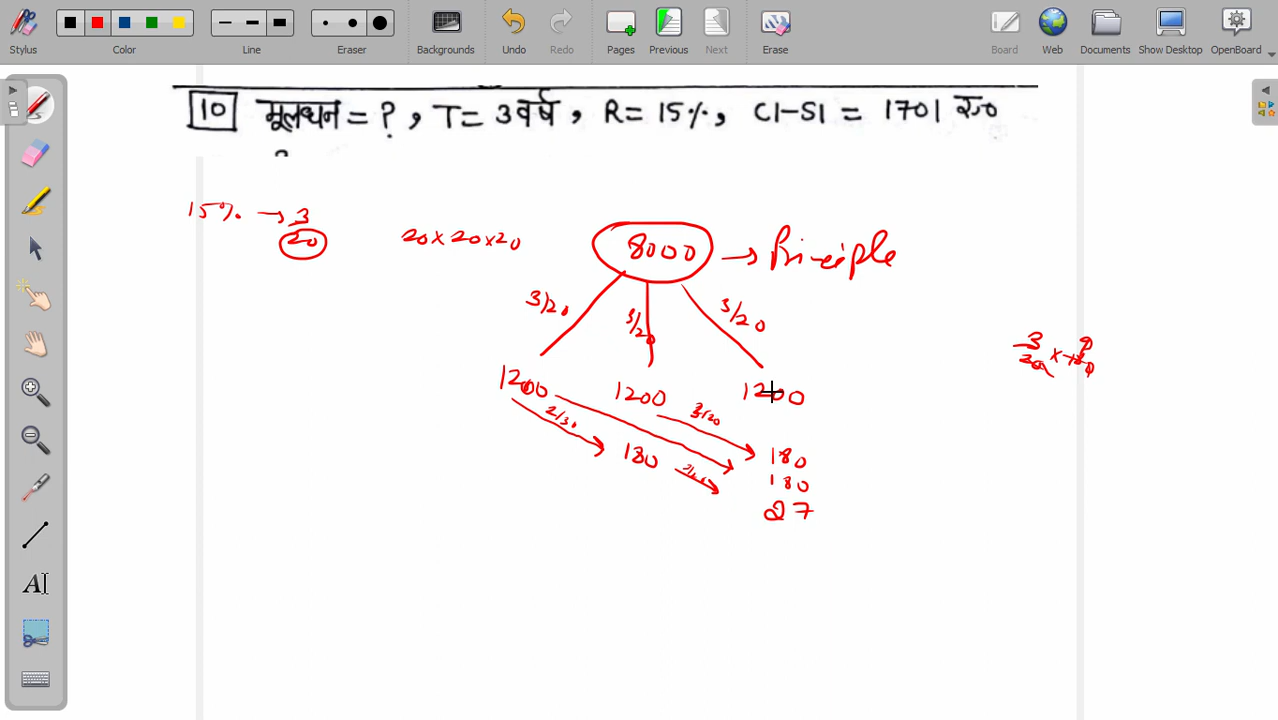 Stylus Color Line Eraser Backgrounds Undo Redo Pages Previous Next Erase Board Web Documents Show Desktop OpenBoard
10 मूलधन = ? , T = 3 वर्ष , R = 15% , CI-SI = 1701 रु०
15% → 3
20
20 x 20 x 20
8000 → Principle
3/20 3/20 3/20
1200 1200 1200
3/20
180 180
180
27